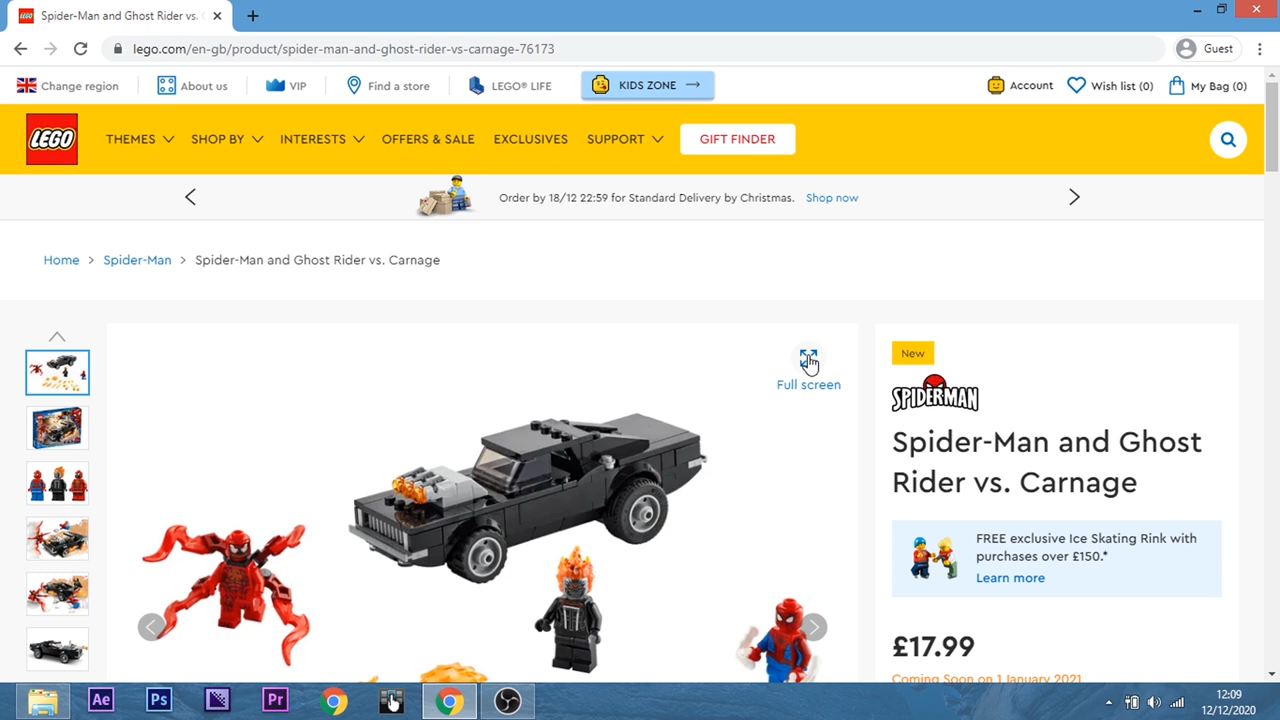 Spider-Man and Ghost Rider vs.
lego.com/en-gb/product/spider-man-and-ghost-rider-vs-carnage-76173
Guest
Change region
About us
VIP
Find a store
LEGO® LIFE
KIDS ZONE
Account
Wish list (0)
My Bag (0)
LEGO
THEMES
SHOP BY
INTERESTS
OFFERS & SALE
EXCLUSIVES
SUPPORT
GIFT FINDER
Order by 18/12 22:59 for Standard Delivery by Christmas. Shop now
Home > Spider-Man > Spider-Man and Ghost Rider vs. Carnage
Full screen
New
SPIDERMAN
Spider-Man and Ghost
Rider vs. Carnage
FREE exclusive Ice Skating Rink with
purchases over £150.*
Learn more
£17.99
Coming Soon on 1 January 2021
Ae
Ps
Pr
12:09
12/12/2020